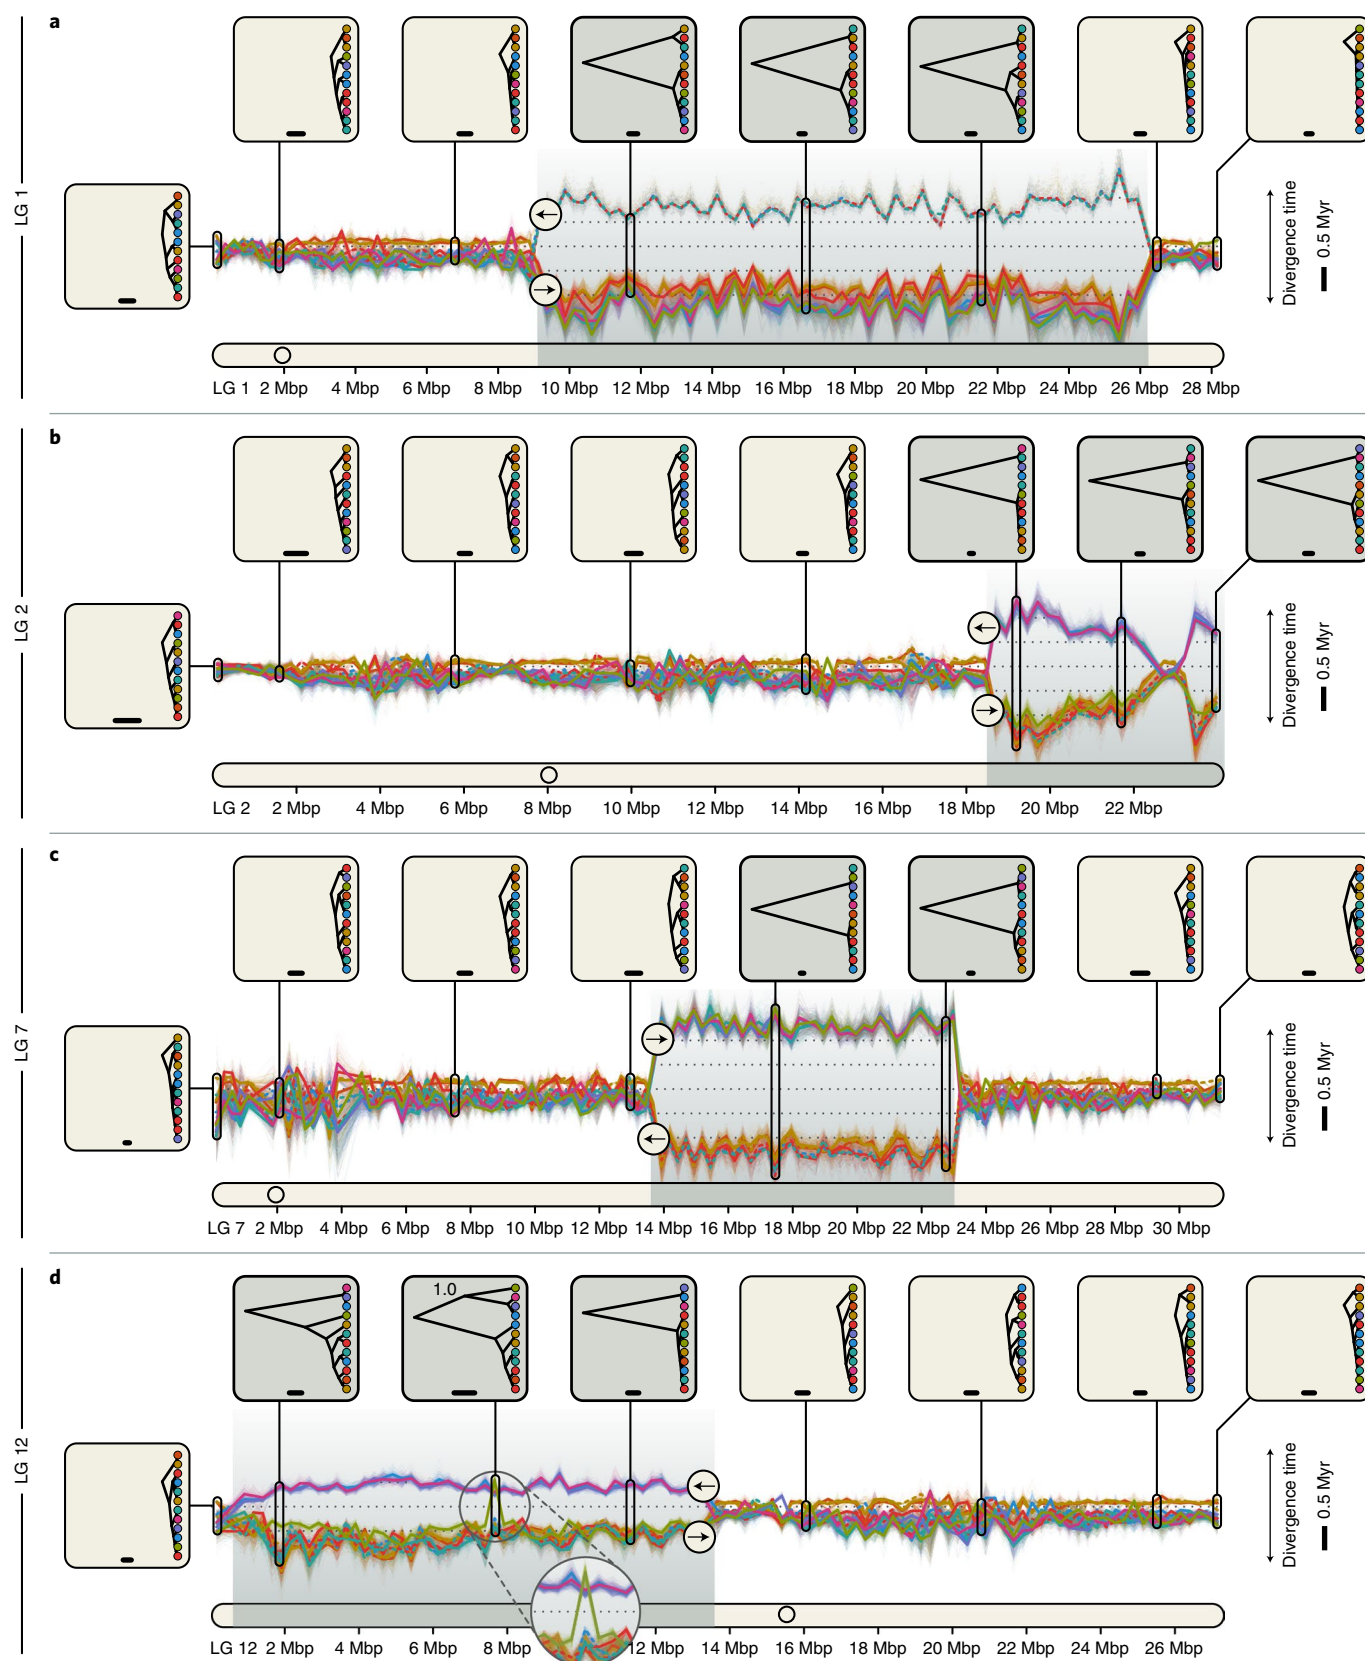 a
LG 1
Divergence time
0.5 Myr
LG 1 2 Mbp 4 Mbp 6 Mbp 8 Mbp 10 Mbp 12 Mbp 14 Mbp 16 Mbp 18 Mbp 20 Mbp 22 Mbp 24 Mbp 26 Mbp 28 Mbp
b
LG 2
Divergence time
0.5 Myr
LG 2 2 Mbp 4 Mbp 6 Mbp 8 Mbp 10 Mbp 12 Mbp 14 Mbp 16 Mbp 18 Mbp 20 Mbp 22 Mbp
c
LG 7
Divergence time
0.5 Myr
LG 7 2 Mbp 4 Mbp 6 Mbp 8 Mbp 10 Mbp 12 Mbp 14 Mbp 16 Mbp 18 Mbp 20 Mbp 22 Mbp 24 Mbp 26 Mbp 28 Mbp 30 Mbp
d
1.0
LG 12
Divergence time
0.5 Myr
LG 12 2 Mbp 4 Mbp 6 Mbp 8 Mbp 12 Mbp 14 Mbp 16 Mbp 18 Mbp 20 Mbp 22 Mbp 24 Mbp 26 Mbp